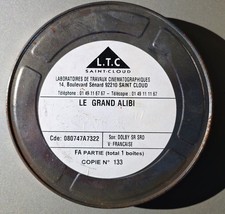 L.T.C
SAINT-CLOUD
LABORATOIRES DE TRAVAUX CINEMATOGRAPHIQUES
14, Boulevard Sénard 92210 SAINT CLOUD
Téléphone : 01 49 11 67 67 - Télécopie : 01 49 11 11 67
LE GRAND ALIBI
Cde: 080747A7322
Son: DOLBY SR SRD
V: FRANCAISE
FA PARTIE (total 1 boites)
COPIE N° 133